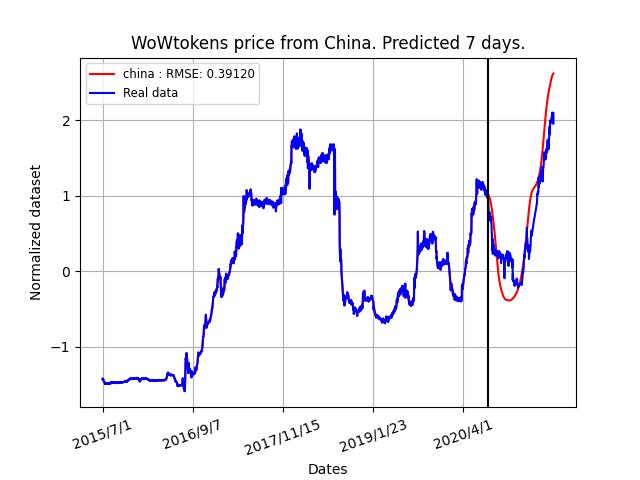 WoWtokens price from China. Predicted 7 days.
china : RMSE: 0.39120
Real data
Normalized dataset
2
1
0
−1
2015/7/1
2016/9/7
2017/11/15
2019/1/23
2020/4/1
Dates